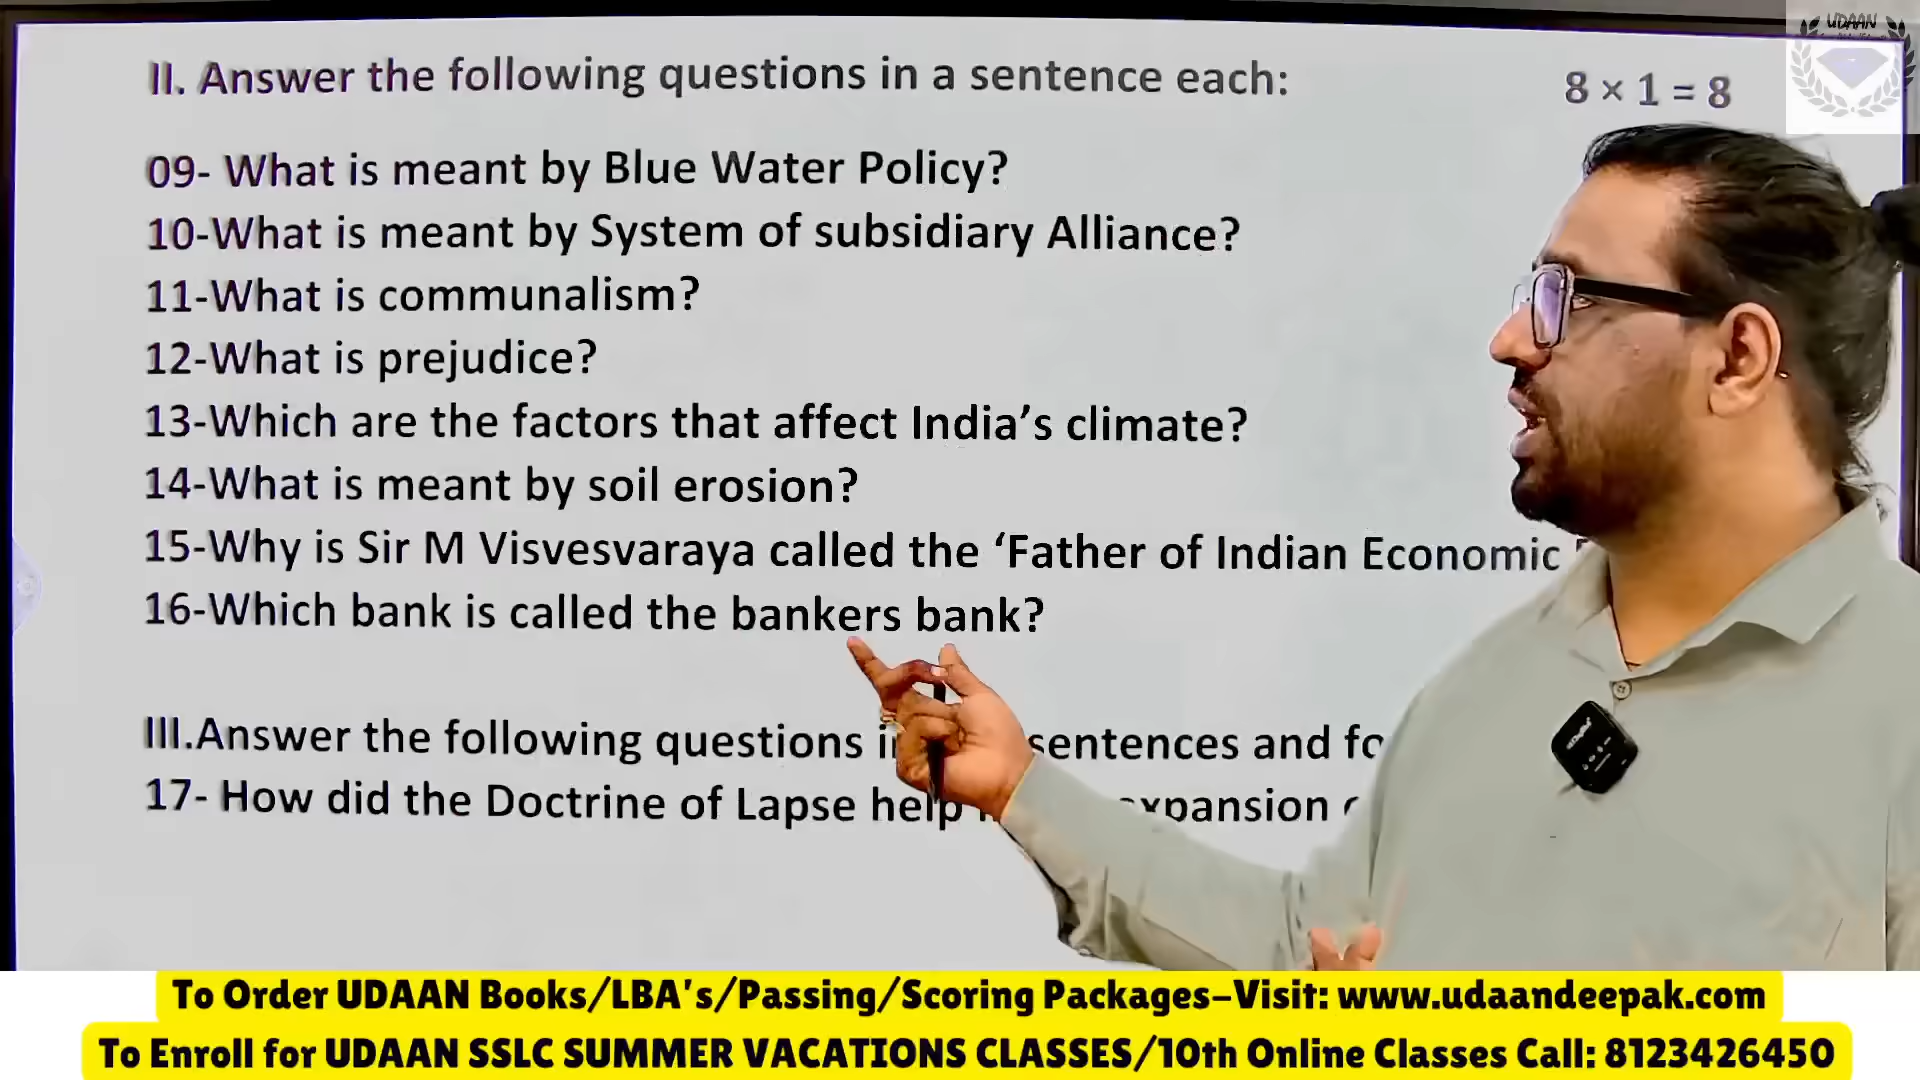 UDAAN
II. Answer the following questions in a sentence each: 8 × 1 = 8
09- What is meant by Blue Water Policy?
10-What is meant by System of subsidiary Alliance?
11-What is communalism?
12-What is prejudice?
13-Which are the factors that affect India’s climate?
14-What is meant by soil erosion?
15-Why is Sir M Visvesvaraya called the ‘Father of Indian Economic
16-Which bank is called the bankers bank?
III.Answer the following questions sentences and
17- How did the Doctrine of Lapse help
To Order UDAAN Books/LBA's/Passing/Scoring Packages-Visit: www.udaandeepak.com
To Enroll for UDAAN SSLC SUMMER VACATIONS CLASSES/10th Online Classes Call: 8123426450